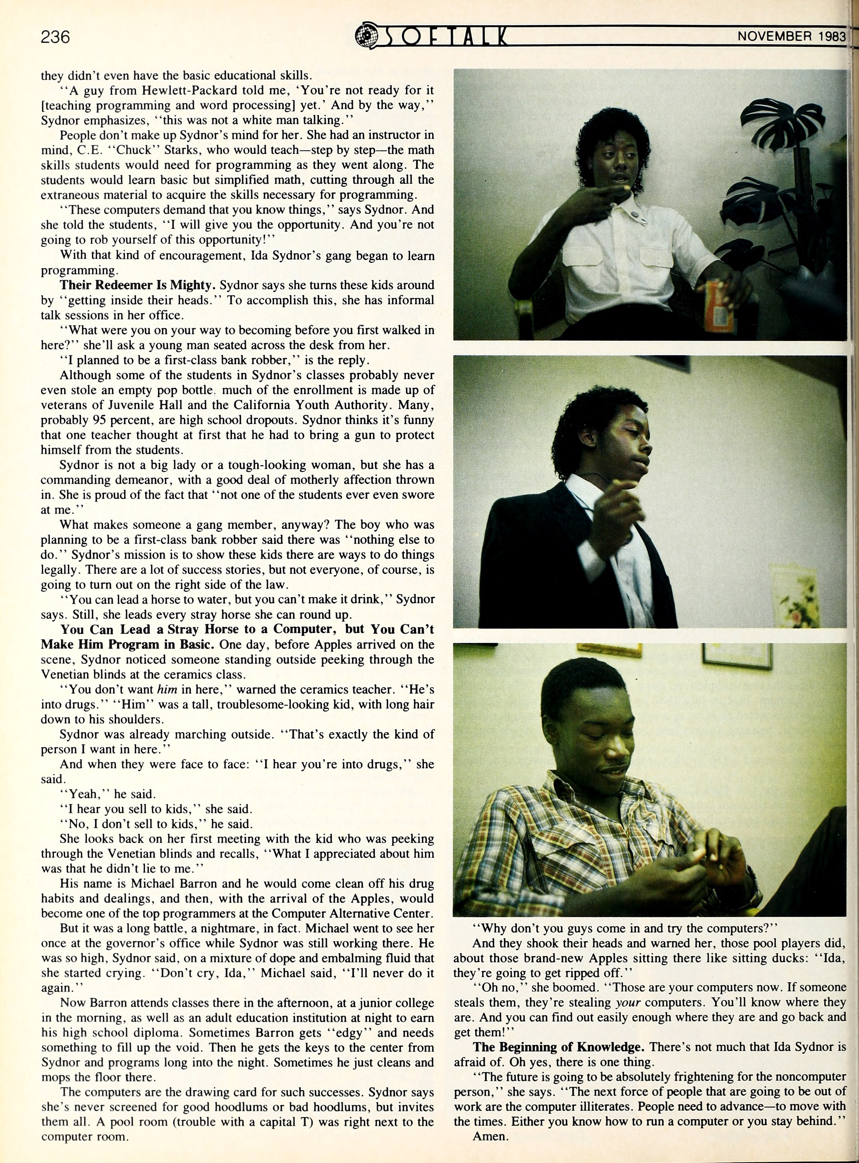 236
SOFTALK
NOVEMBER 1983
they didn't even have the basic educational skills.
"A guy from Hewlett-Packard told me, 'You're not ready for it
[teaching programming and word processing] yet.' And by the way,"
Sydnor emphasizes, "this was not a white man talking."
People don't make up Sydnor's mind for her. She had an instructor in
mind, C.E. "Chuck" Starks, who would teach—step by step—the math
skills students would need for programming as they went along. The
students would learn basic but simplified math, cutting through all the
extraneous material to acquire the skills necessary for programming.
"These computers demand that you know things," says Sydnor. And
she told the students, "I will give you the opportunity. And you're not
going to rob yourself of this opportunity!"
With that kind of encouragement, Ida Sydnor's gang began to learn
programming.
Their Redeemer Is Mighty. Sydnor says she turns these kids around
by "getting inside their heads." To accomplish this, she has informal
talk sessions in her office.
"What were you on your way to becoming before you first walked in
here?" she'll ask a young man seated across the desk from her.
"I planned to be a first-class bank robber," is the reply.
Although some of the students in Sydnor's classes probably never
even stole an empty pop bottle. much of the enrollment is made up of
veterans of Juvenile Hall and the California Youth Authority. Many,
probably 95 percent, are high school dropouts. Sydnor thinks it's funny
that one teacher thought at first that he had to bring a gun to protect
himself from the students.
Sydnor is not a big lady or a tough-looking woman, but she has a
commanding demeanor, with a good deal of motherly affection thrown
in. She is proud of the fact that "not one of the students ever even swore
at me."
What makes someone a gang member, anyway? The boy who was
planning to be a first-class bank robber said there was "nothing else to
do." Sydnor's mission is to show these kids there are ways to do things
legally. There are a lot of success stories, but not everyone, of course, is
going to turn out on the right side of the law.
"You can lead a horse to water, but you can't make it drink," Sydnor
says. Still, she leads every stray horse she can round up.
You Can Lead a Stray Horse to a Computer, but You Can't
Make Him Program in Basic. One day, before Apples arrived on the
scene, Sydnor noticed someone standing outside peeking through the
Venetian blinds at the ceramics class.
"You don't want him in here," warned the ceramics teacher. "He's
into drugs." "Him" was a tall, troublesome-looking kid, with long hair
down to his shoulders.
Sydnor was already marching outside. "That's exactly the kind of
person I want in here."
And when they were face to face: "I hear you're into drugs," she
said.
"Yeah," he said.
"I hear you sell to kids," she said.
"No, I don't sell to kids," he said.
She looks back on her first meeting with the kid who was peeking
through the Venetian blinds and recalls, "What I appreciated about him
was that he didn't lie to me."
His name is Michael Barron and he would come clean off his drug
habits and dealings, and then, with the arrival of the Apples, would
become one of the top programmers at the Computer Alternative Center.
But it was a long battle, a nightmare, in fact. Michael went to see her
once at the governor's office while Sydnor was still working there. He
was so high, Sydnor said, on a mixture of dope and embalming fluid that
she started crying. "Don't cry, Ida," Michael said, "I'll never do it
again."
Now Barron attends classes there in the afternoon, at a junior college
in the morning, as well as an adult education institution at night to earn
his high school diploma. Sometimes Barron gets "edgy" and needs
something to fill up the void. Then he gets the keys to the center from
Sydnor and programs long into the night. Sometimes he just cleans and
mops the floor there.
The computers are the drawing card for such successes. Sydnor says
she's never screened for good hoodlums or bad hoodlums, but invites
them all. A pool room (trouble with a capital T) was right next to the
computer room.
"Why don't you guys come in and try the computers?"
And they shook their heads and warned her, those pool players did,
about those brand-new Apples sitting there like sitting ducks: "Ida,
they're going to get ripped off."
"Oh no," she boomed. "Those are your computers now. If someone
steals them, they're stealing your computers. You'll know where they
are. And you can find out easily enough where they are and go back and
get them!"
The Beginning of Knowledge. There's not much that Ida Sydnor is
afraid of. Oh yes, there is one thing.
"The future is going to be absolutely frightening for the noncomputer
person," she says. "The next force of people that are going to be out of
work are the computer illiterates. People need to advance—to move with
the times. Either you know how to run a computer or you stay behind."
Amen.